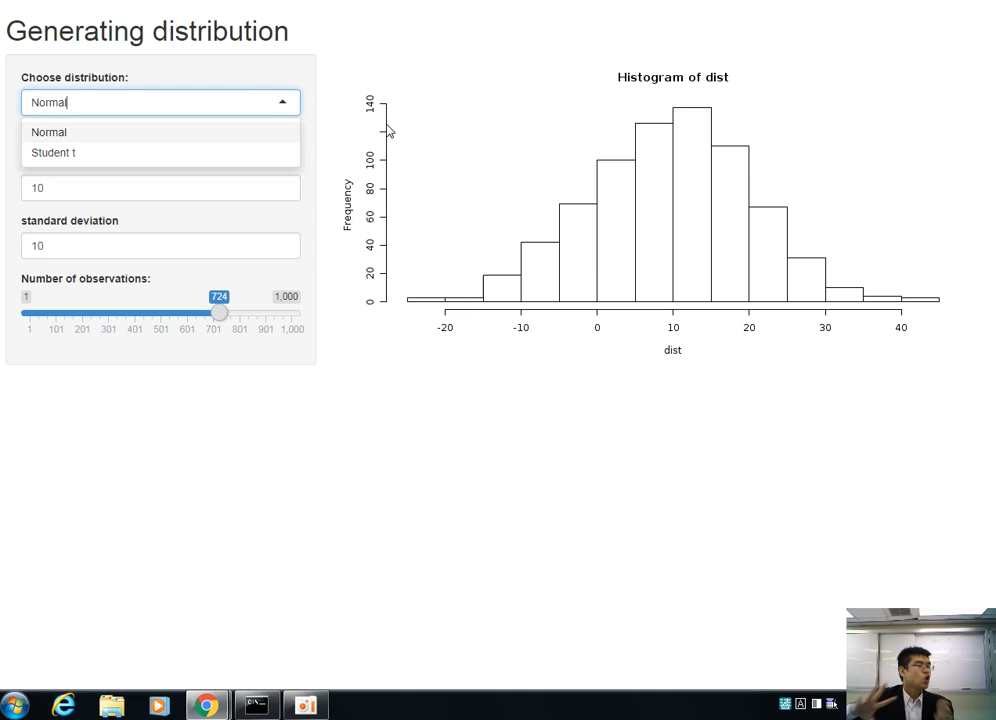 Generating distribution
Choose distribution:
Normal
Normal
Student t
10
standard deviation
10
Number of observations:
1 724 1,000
1 101 201 301 401 501 601 701 801 901 1,000
Histogram of dist
Frequency
140
100
80
60
40
20
0
-20 -10 0 10 20 30 40
dist
C:\...
A